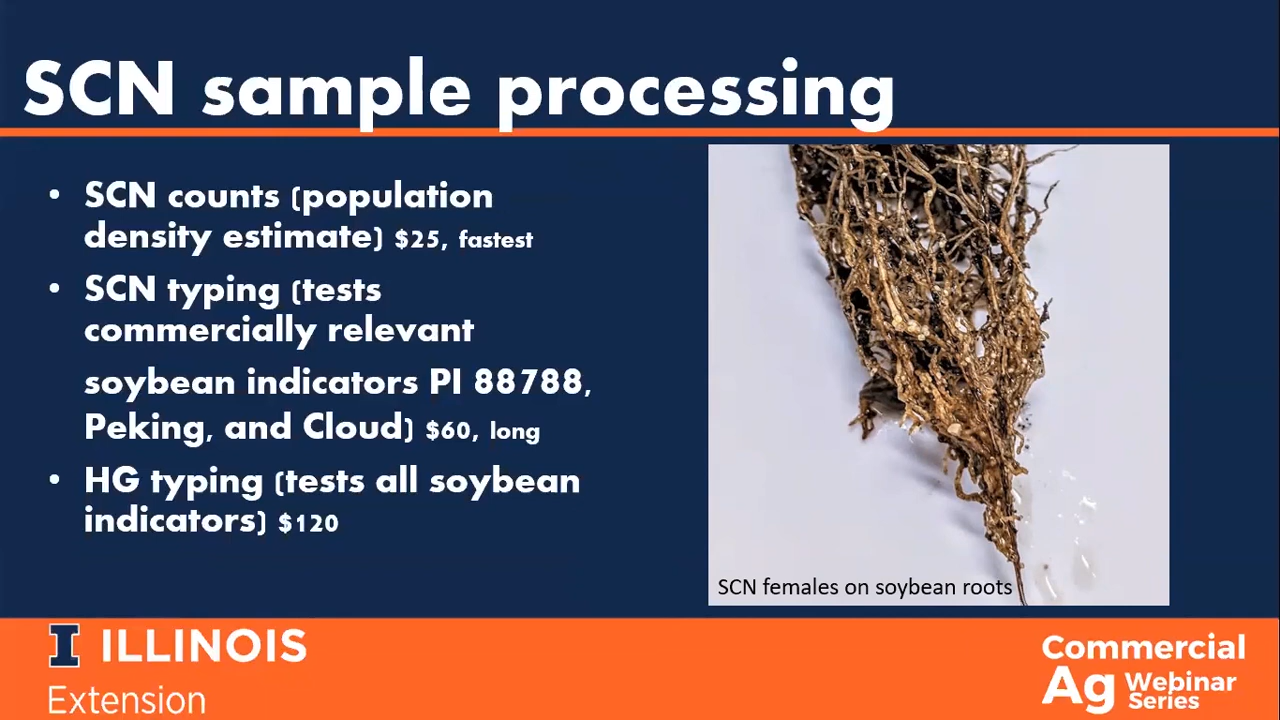 SCN sample processing
• SCN counts (population
density estimate) $25, fastest
• SCN typing (tests
commercially relevant
soybean indicators PI 88788,
Peking, and Cloud) $60, long
• HG typing (tests all soybean
indicators) $120
SCN females on soybean roots
I ILLINOIS
Extension
Commercial
Ag Webinar
Series